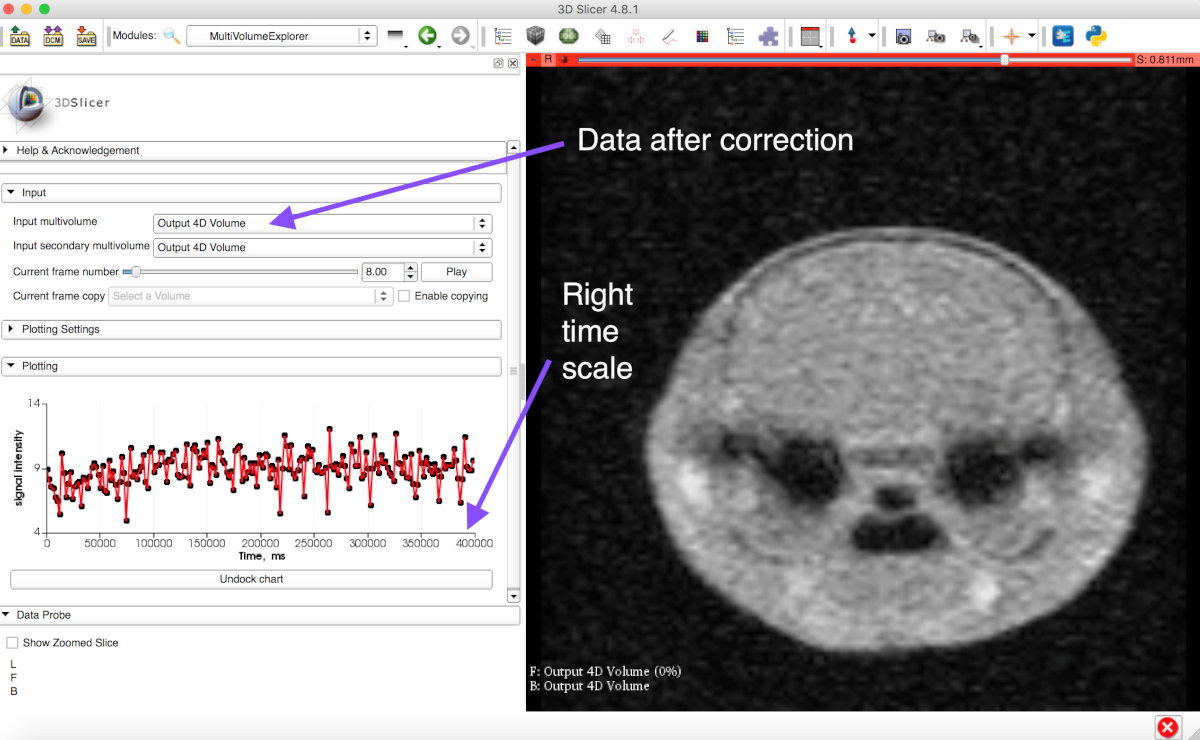 3D Slicer 4.8.1
DATA
DCM
SAVE
Modules:
MultiVolumeExplorer
R
S: 0.811mm
3DSlicer
Help & Acknowledgement
Data after correction
Input
Input multivolume
Output 4D Volume
Input secondary multivolume
Output 4D Volume
Current frame number
8.00
Play
Current frame copy
Select a Volume
Enable copying
Right
time
scale
Plotting Settings
Plotting
14
9
4
signal intensity
0 50000 100000 150000 200000 250000 300000 350000 400000
Time, ms
Undock chart
Data Probe
Show Zoomed Slice
L
F
B
F: Output 4D Volume (0%)
B: Output 4D Volume